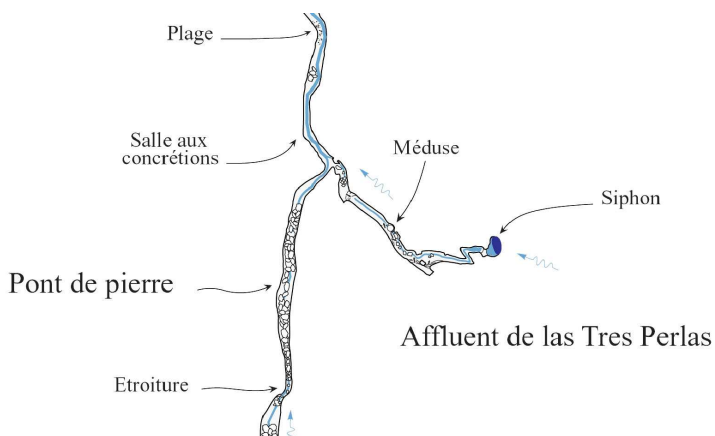 Plage
Salle aux
concrétions
Méduse
Siphon
Pont de pierre
Affluent de las Tres Perlas
Etroiture